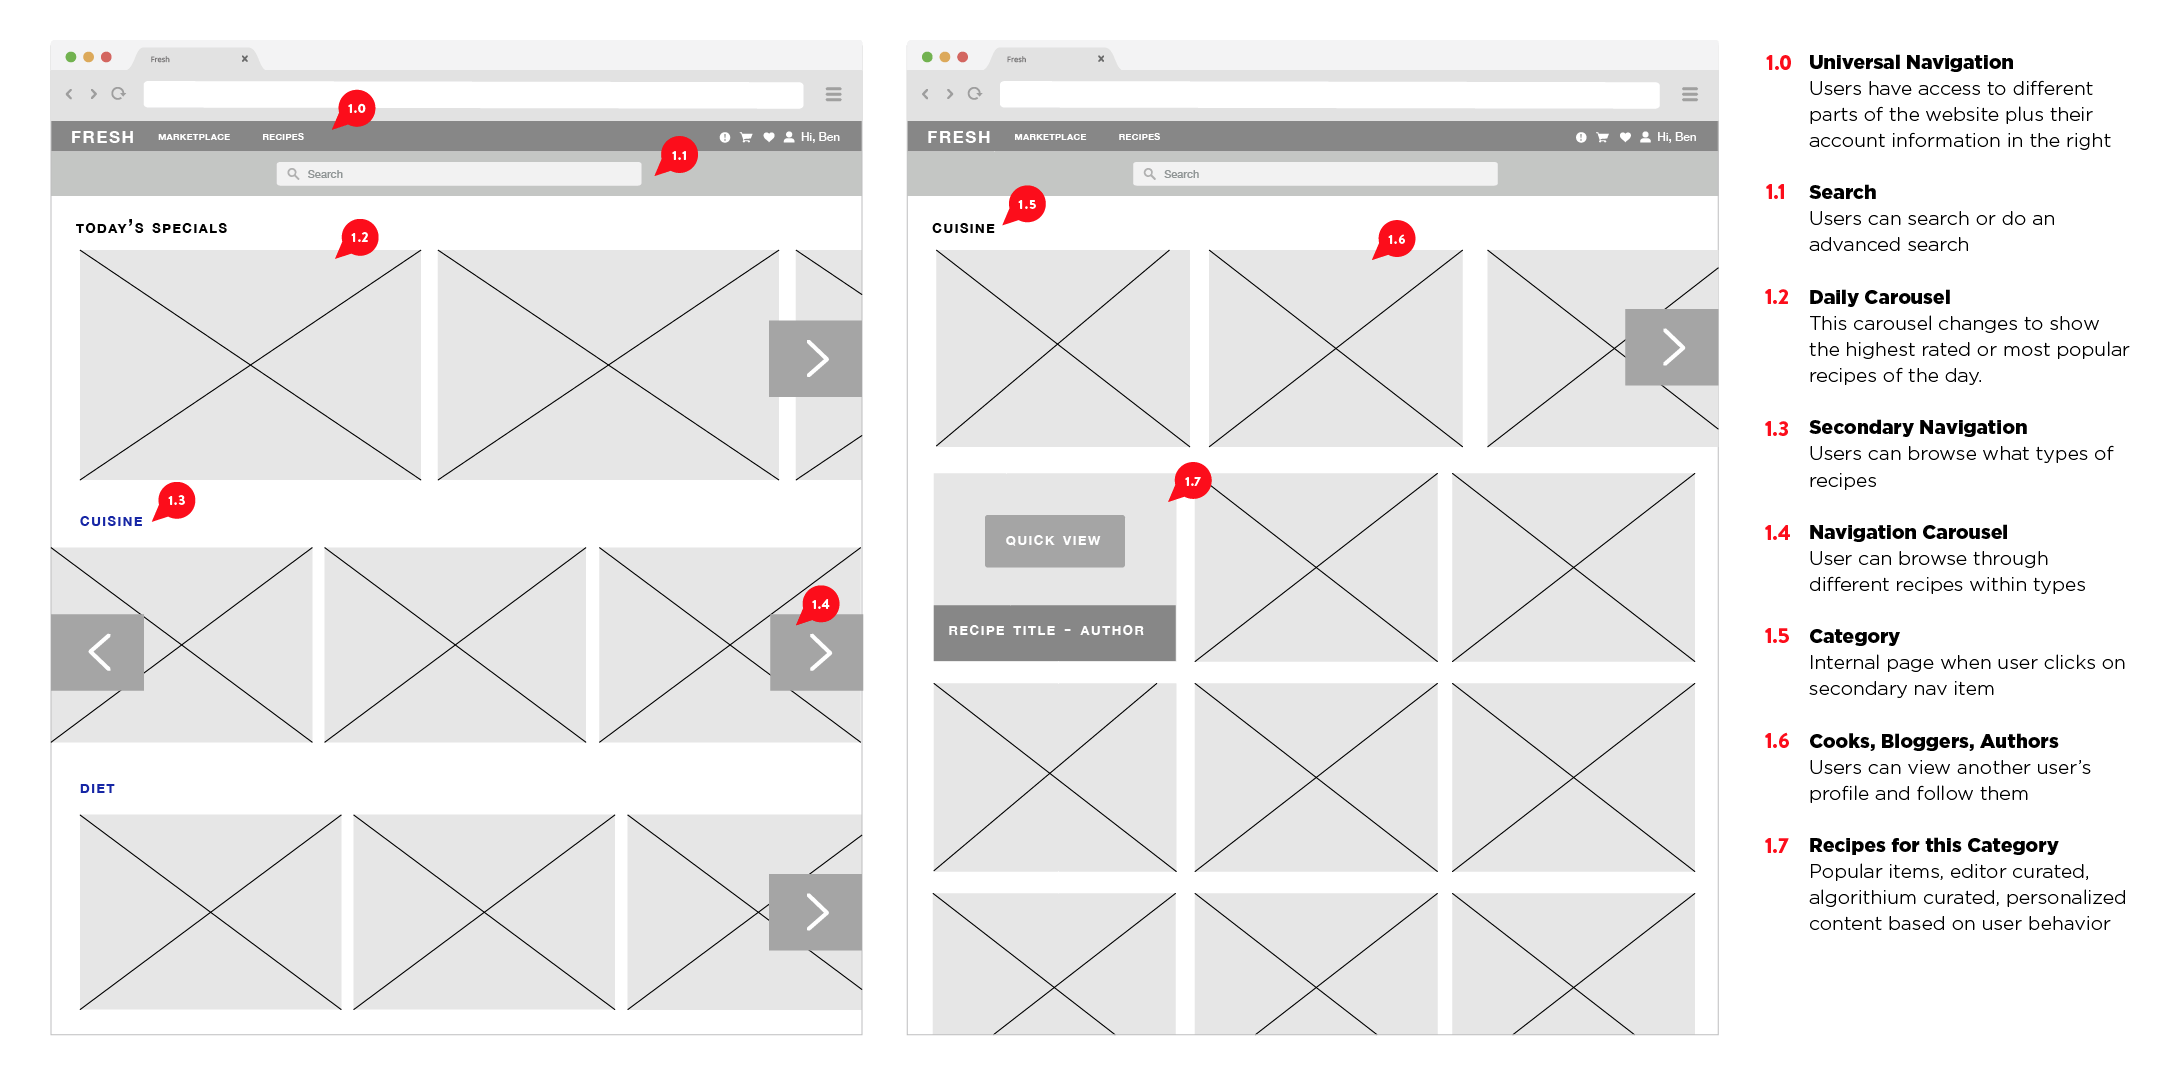 Fresh
FRESH MARKETPLACE RECIPES Hi, Ben
1.0
1.1
Search
TODAY'S SPECIALS
1.2
CUISINE
1.3
1.4
DIET
Fresh
FRESH MARKETPLACE RECIPES Hi, Ben
Search
1.5
CUISINE
1.6
1.7
QUICK VIEW
RECIPE TITLE - AUTHOR
1.0 Universal Navigation
Users have access to different
parts of the website plus their
account information in the right
1.1 Search
Users can search or do an
advanced search
1.2 Daily Carousel
This carousel changes to show
the highest rated or most popular
recipes of the day.
1.3 Secondary Navigation
Users can browse what types of
recipes
1.4 Navigation Carousel
User can browse through
different recipes within types
1.5 Category
Internal page when user clicks on
secondary nav item
1.6 Cooks, Bloggers, Authors
Users can view another user's
profile and follow them
1.7 Recipes for this Category
Popular items, editor curated,
algorithium curated, personalized
content based on user behavior